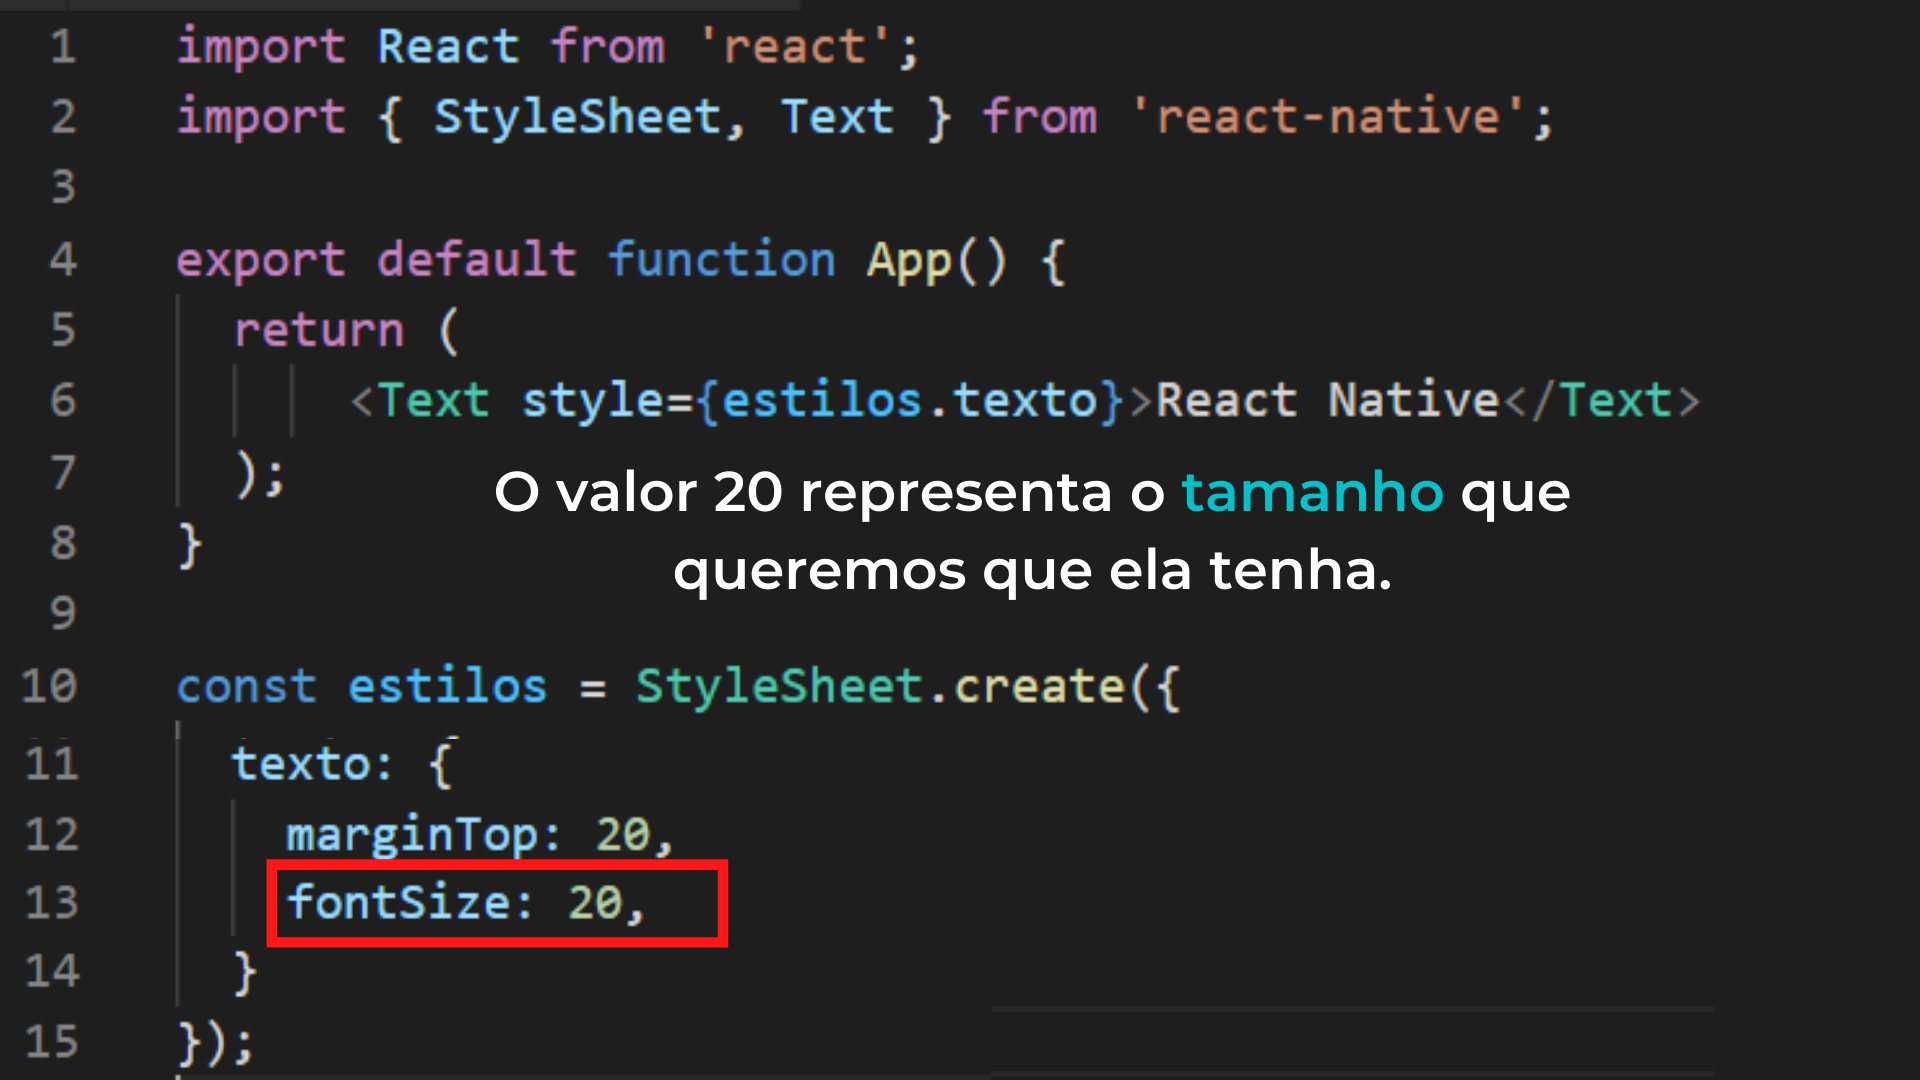 1 import React from 'react';
2 import { StyleSheet, Text } from 'react-native';
3
4 export default function App() {
5 return (
6 <Text style={estilos.texto}>React Native</Text>
7 );
O valor 20 representa o tamanho que
8 }
queremos que ela tenha.
9
10 const estilos = StyleSheet.create({
11 texto: {
12 marginTop: 20,
13 fontSize: 20,
14 }
15 });